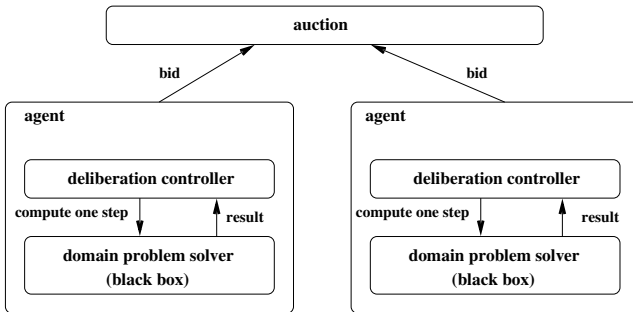 auction
bid
bid
agent
agent
deliberation controller
deliberation controller
compute one step
result
compute one step
result
domain problem solver
(black box)
domain problem solver
(black box)